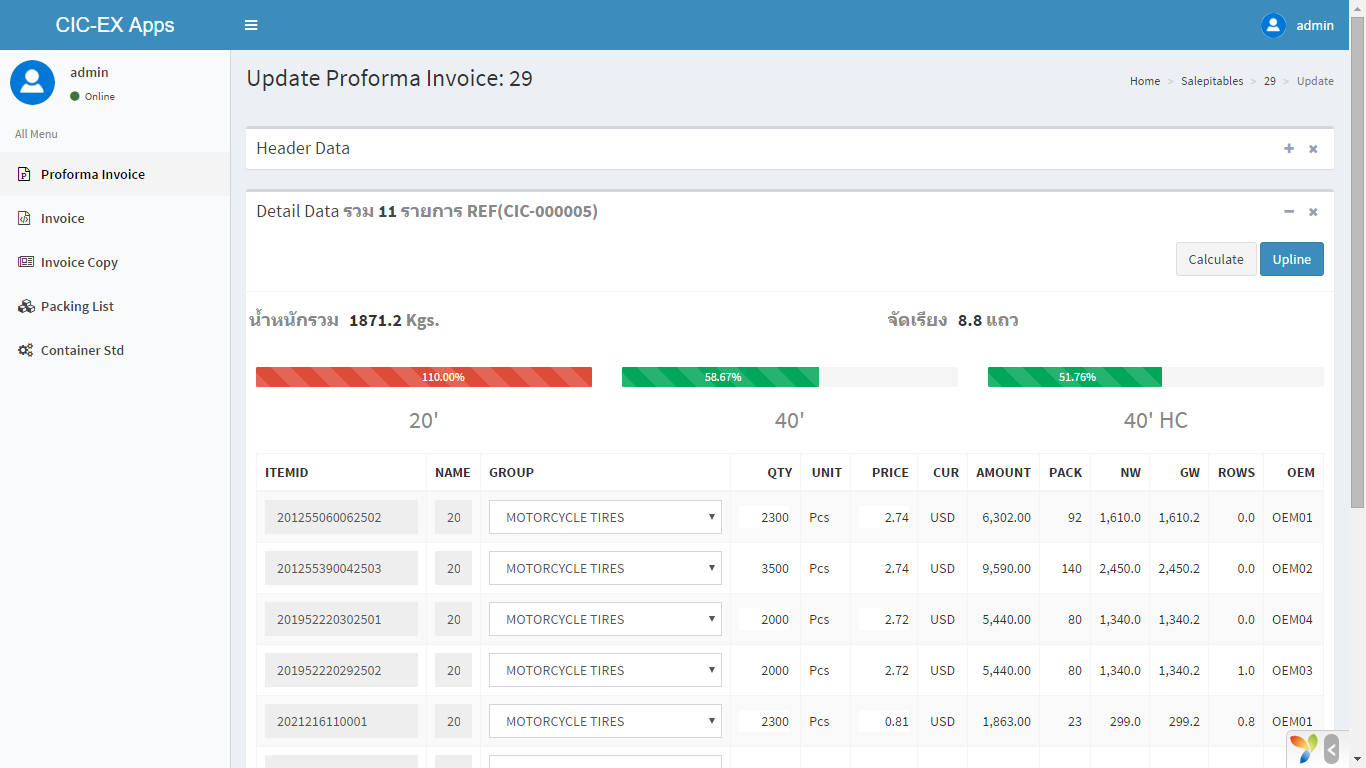 CIC-EX Apps
admin
admin
Online
All Menu
Proforma Invoice
Invoice
Invoice Copy
Packing List
Container Std
Update Proforma Invoice: 29
Home > Salepitables > 29 > Update
Header Data
Detail Data รวม 11 รายการ REF(CIC-000005)
Calculate Upline
น้ำหนักรวม 1871.2 Kgs. จัดเรียง 8.8 แถว
110.00% 58.67% 51.76%
20' 40' 40' HC
ITEMID NAME GROUP QTY UNIT PRICE CUR AMOUNT PACK NW GW ROWS OEM
201255060062502 20 MOTORCYCLE TIRES 2300 Pcs 2.74 USD 6,302.00 92 1,610.0 1,610.2 0.0 OEM01
201255390042503 20 MOTORCYCLE TIRES 3500 Pcs 2.74 USD 9,590.00 140 2,450.0 2,450.2 0.0 OEM02
201952220302501 20 MOTORCYCLE TIRES 2000 Pcs 2.72 USD 5,440.00 80 1,340.0 1,340.2 0.0 OEM04
201952220292502 20 MOTORCYCLE TIRES 2000 Pcs 2.72 USD 5,440.00 80 1,340.0 1,340.2 1.0 OEM03
2021216110001 20 MOTORCYCLE TIRES 2300 Pcs 0.81 USD 1,863.00 23 299.0 299.2 0.8 OEM01